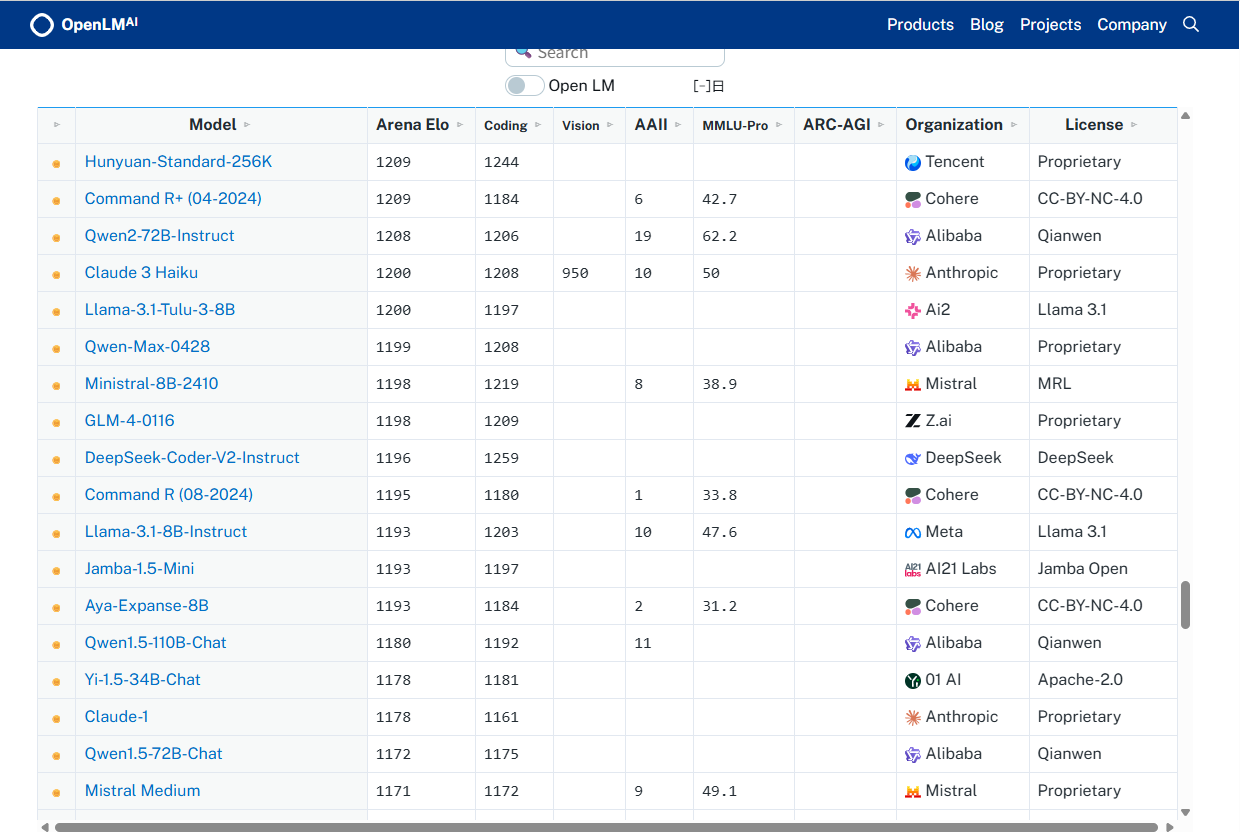 OpenLMAI Products Blog Projects Company
Search
Open LM [-]日
Model Arena Elo Coding Vision AAII MMLU-Pro ARC-AGI Organization License
Hunyuan-Standard-256K 1209 1244 Tencent Proprietary
Command R+ (04-2024) 1209 1184 6 42.7 Cohere CC-BY-NC-4.0
Qwen2-72B-Instruct 1208 1206 19 62.2 Alibaba Qianwen
Claude 3 Haiku 1200 1208 950 10 50 Anthropic Proprietary
Llama-3.1-Tulu-3-8B 1200 1197 Ai2 Llama 3.1
Qwen-Max-0428 1199 1208 Alibaba Proprietary
Ministral-8B-2410 1198 1219 8 38.9 Mistral MRL
GLM-4-0116 1198 1209 Z.ai Proprietary
DeepSeek-Coder-V2-Instruct 1196 1259 DeepSeek DeepSeek
Command R (08-2024) 1195 1180 1 33.8 Cohere CC-BY-NC-4.0
Llama-3.1-8B-Instruct 1193 1203 10 47.6 Meta Llama 3.1
Jamba-1.5-Mini 1193 1197 AI21 labs AI21 Labs Jamba Open
Aya-Expanse-8B 1193 1184 2 31.2 Cohere CC-BY-NC-4.0
Qwen1.5-110B-Chat 1180 1192 11 Alibaba Qianwen
Yi-1.5-34B-Chat 1178 1181 01 AI Apache-2.0
Claude-1 1178 1161 Anthropic Proprietary
Qwen1.5-72B-Chat 1172 1175 Alibaba Qianwen
Mistral Medium 1171 1172 9 49.1 Mistral Proprietary